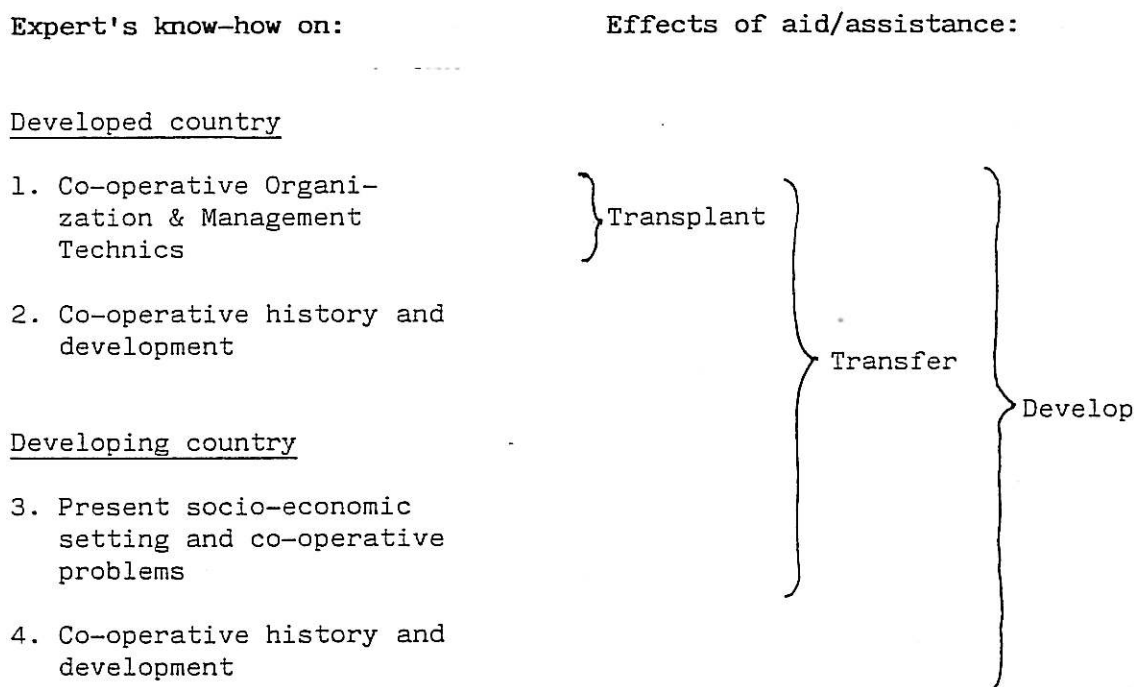 Expert's know-how on:
Effects of aid/assistance:
Developed country
1. Co-operative Organi-
zation & Management
Technics
Transplant
2. Co-operative history and
development
Transfer
Develop
Developing country
3. Present socio-economic
setting and co-operative
problems
4. Co-operative history and
development